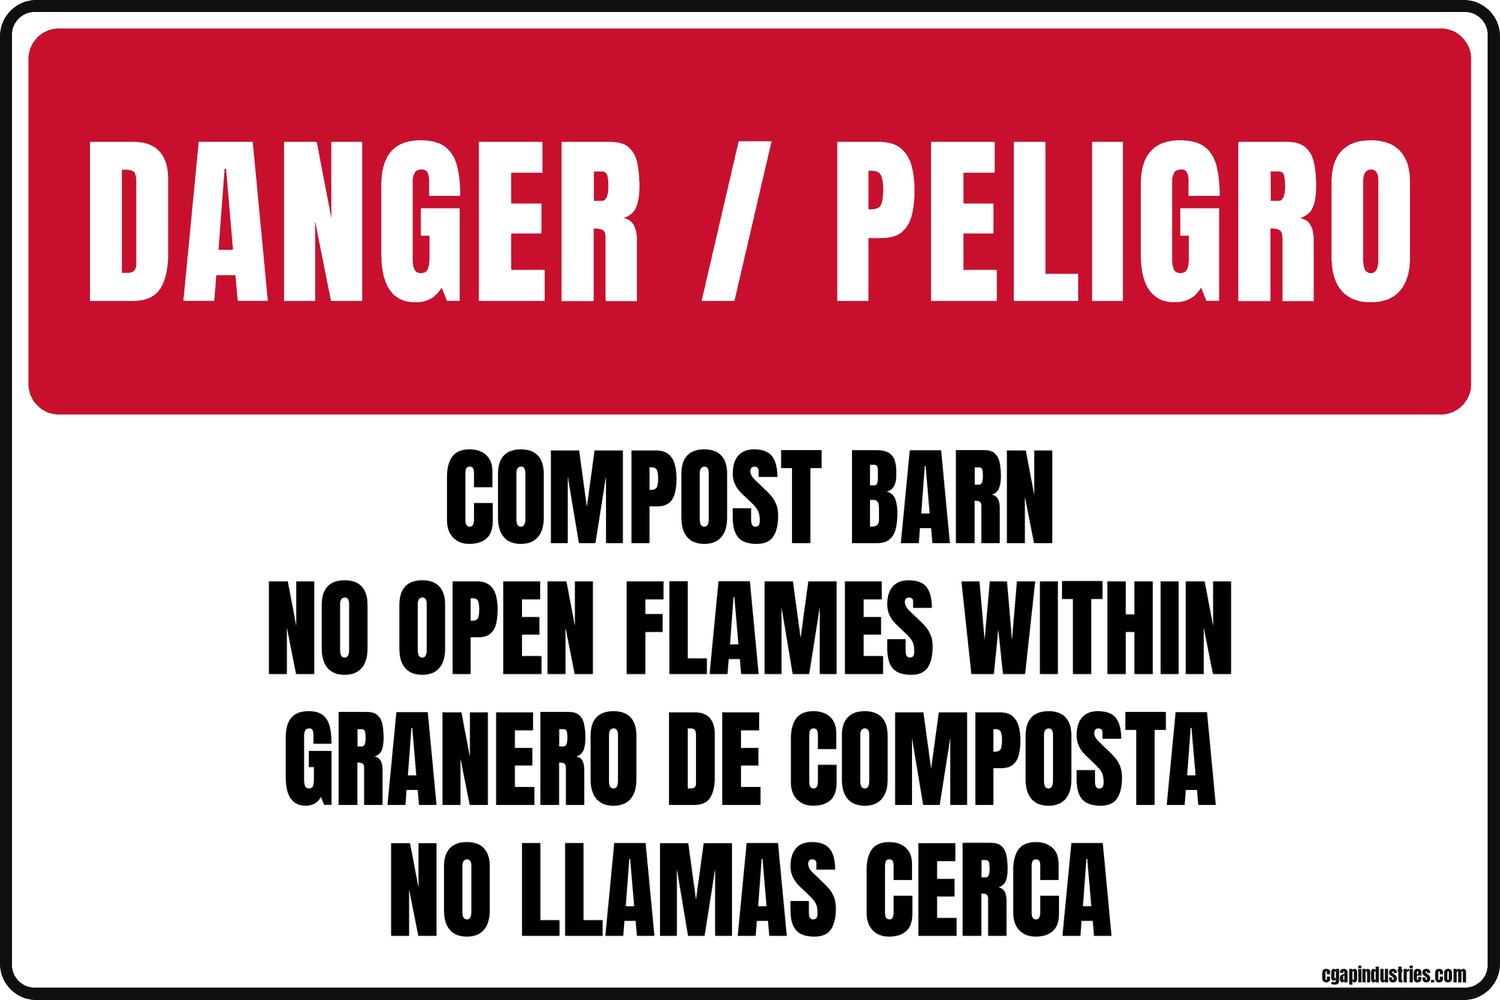 DANGER / PELIGRO
COMPOST BARN
NO OPEN FLAMES WITHIN
GRANERO DE COMPOSTA
NO LLAMAS CERCA
cgapindustries.com